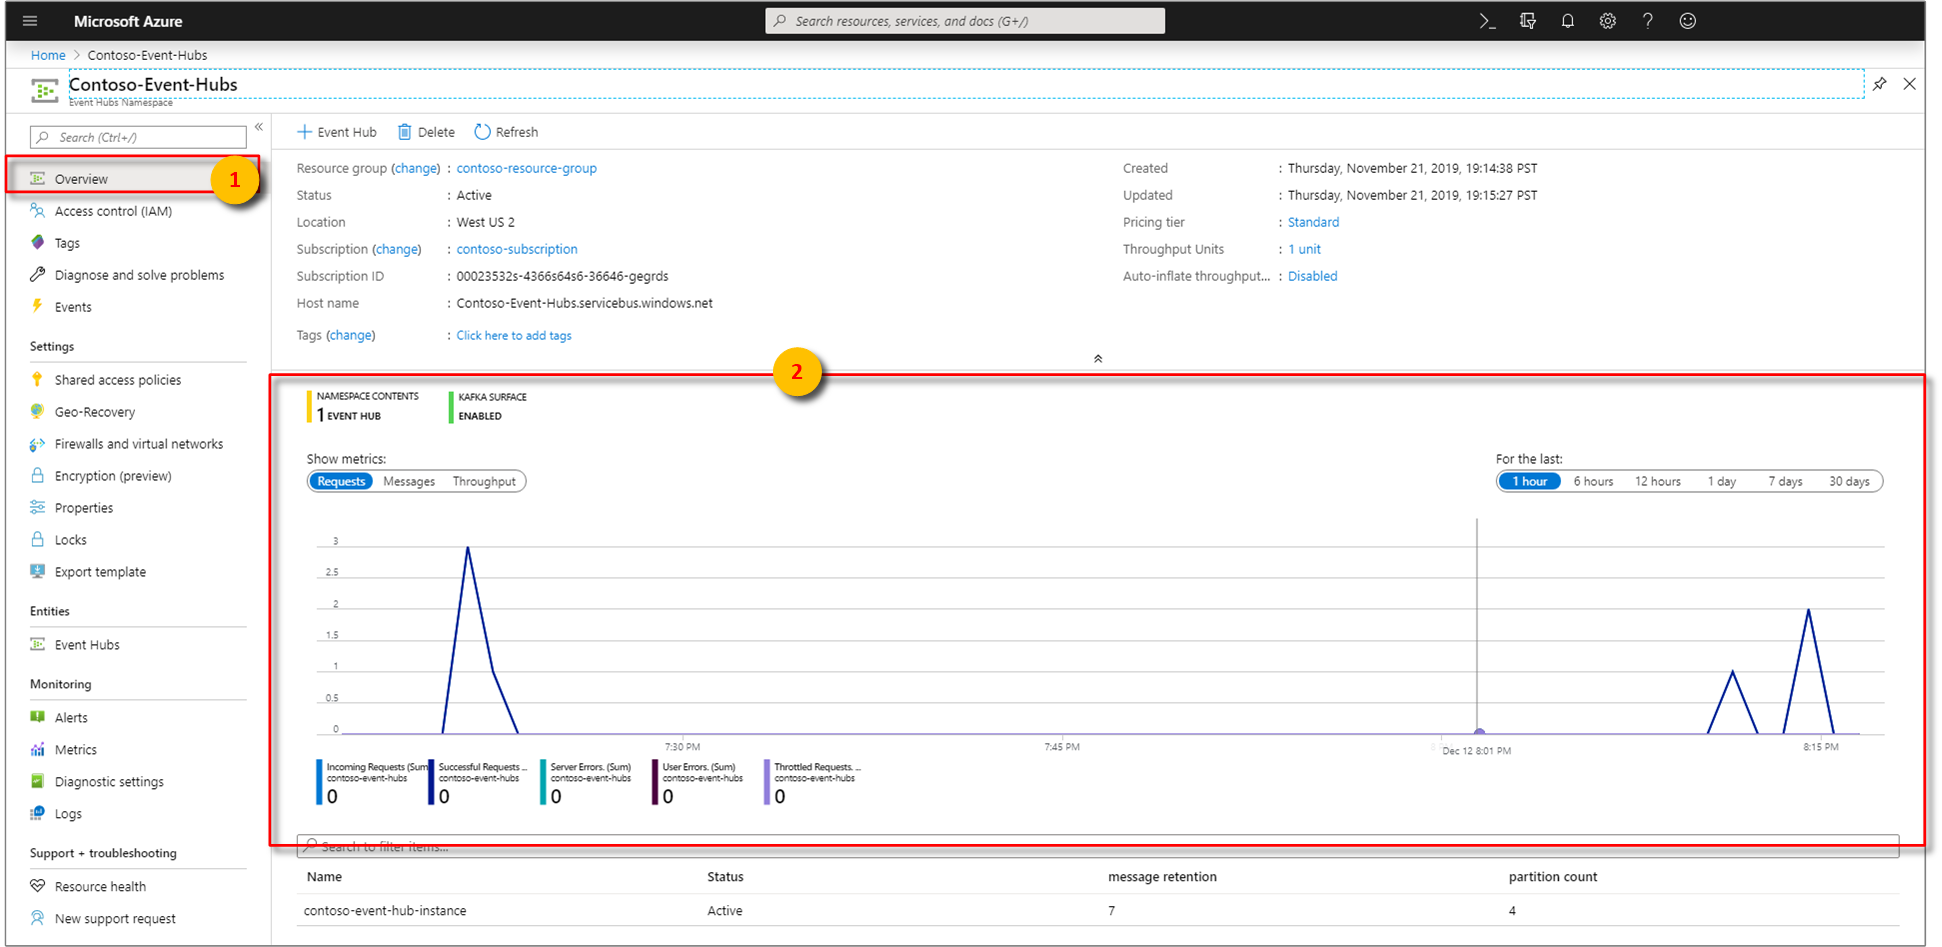 Microsoft Azure
Search resources, services, and docs (G+/)
Home > Contoso-Event-Hubs
Contoso-Event-Hubs
Event Hubs Namespace
Search (Ctrl+/)
Overview
1
Access control (IAM)
Tags
Diagnose and solve problems
Events
Settings
Shared access policies
Geo-Recovery
Firewalls and virtual networks
Encryption (preview)
Properties
Locks
Export template
Entities
Event Hubs
Monitoring
Alerts
Metrics
Diagnostic settings
Logs
Support + troubleshooting
Resource health
New support request
Event Hub Delete Refresh
Resource group (change) : contoso-resource-group
Status : Active
Location : West US 2
Subscription (change) : contoso-subscription
Subscription ID : 00023532s-4366s64s6-36646-gegrds
Host name : Contoso-Event-Hubs.servicebus.windows.net
Tags (change) : Click here to add tags
Created : Thursday, November 21, 2019, 19:14:38 PST
Updated : Thursday, November 21, 2019, 19:15:27 PST
Pricing tier : Standard
Throughput Units : 1 unit
Auto-inflate throughput... : Disabled
2
NAMESPACE CONTENTS
1 EVENT HUB
KAFKA SURFACE
ENABLED
Show metrics:
Requests Messages Throughput
For the last:
1 hour 6 hours 12 hours 1 day 7 days 30 days
3
2.5
2
1.5
1
0.5
0
7:30 PM 7:45 PM Dec 12 8:01 PM 8:15 PM
Incoming Requests (Sum)
contoso-event-hubs
0
Successful Requests ...
contoso-event-hubs
0
Server Errors. (Sum)
contoso-event-hubs
0
User Errors. (Sum)
contoso-event-hubs
0
Throttled Requests. ...
contoso-event-hubs
0
Search to filter items...
Name Status message retention partition count
contoso-event-hub-instance Active 7 4